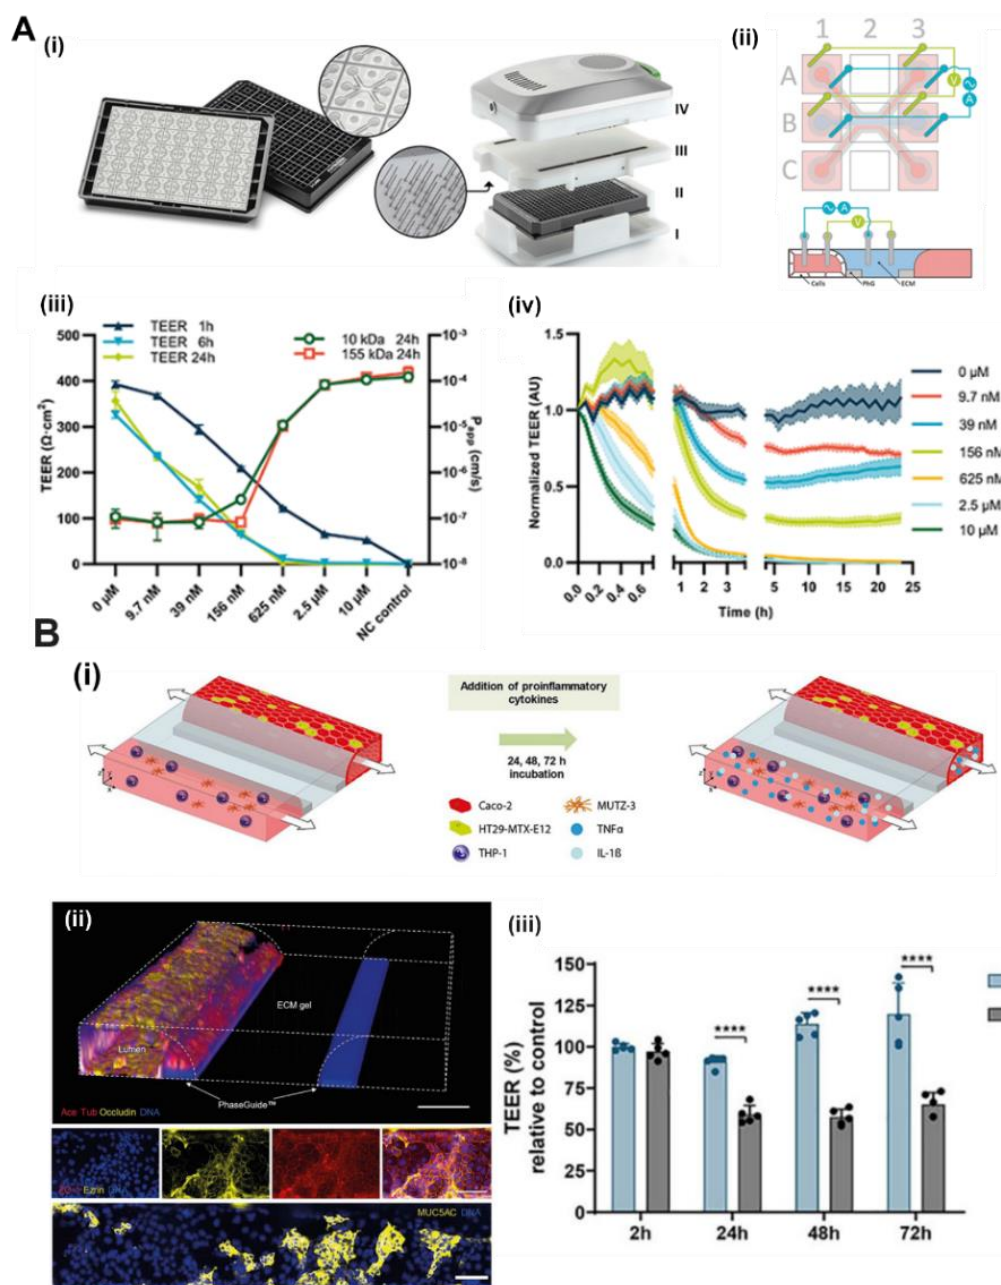 A
(i)
IV
III
II
I
(ii)
1 2 3
A
B
C
V
A
A
V
Cells PhG ECM
(iii)
TEER 1h
TEER 6h
TEER 24h
10 kDa 24h
155 kDa 24h
TEER (Ω·cm²)
500
400
300
200
100
0
10⁻³
10⁻⁴
10⁻⁵
10⁻⁶
10⁻⁷
10⁻⁸
Papp (cm/s)
0 µM
9.7 nM
39 nM
156 nM
625 nM
2.5 µM
10 µM
NC control
(iv)
Normalized TEER (AU)
1.5
1.0
0.5
0.0
0.0 0.2 0.4 0.6 1 2 3 5 10 15 20 25
Time (h)
0 µM
9.7 nM
39 nM
156 nM
625 nM
2.5 µM
10 µM
B
(i)
Addition of proinflammatory
cytokines
24, 48, 72 h
incubation
Caco-2
MUTZ-3
HT29-MTX-E12
TNFα
THP-1
IL-1ß
(ii)
ECM gel
Lumen
PhaseGuide™
Ace Tub Occludin DNA
Ezrin
MUC5AC DNA
(iii)
TEER (%)
relative to control
150
125
100
75
50
25
0
****
****
****
2h 24h 48h 72h